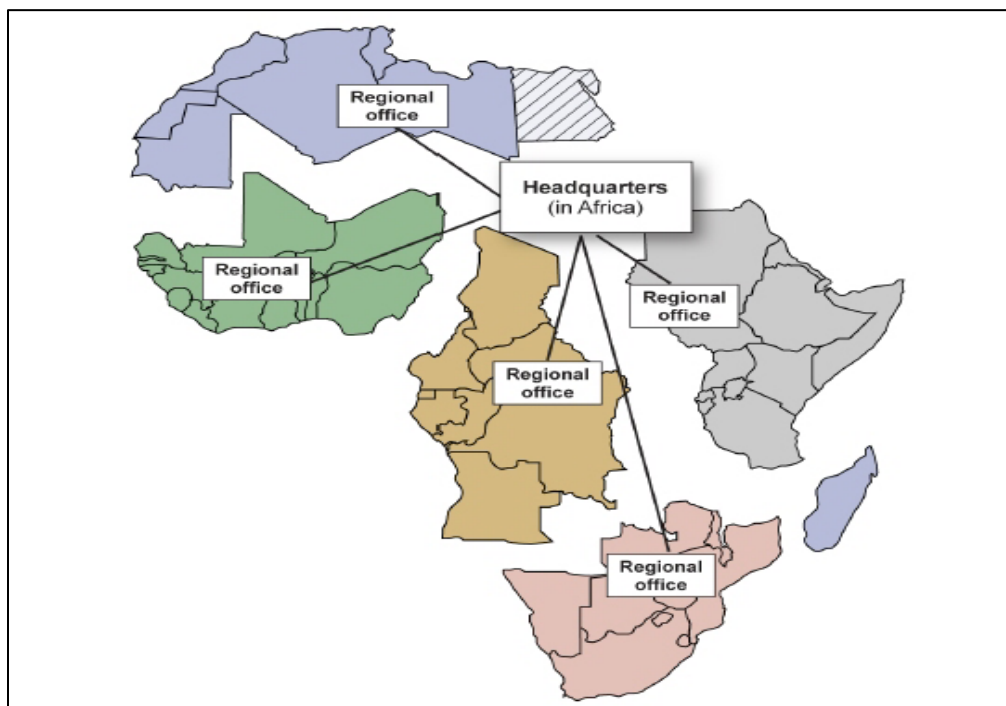 Regional
office
Headquarters
(in Africa)
Regional
office
Regional
office
Regional
office
Regional
office